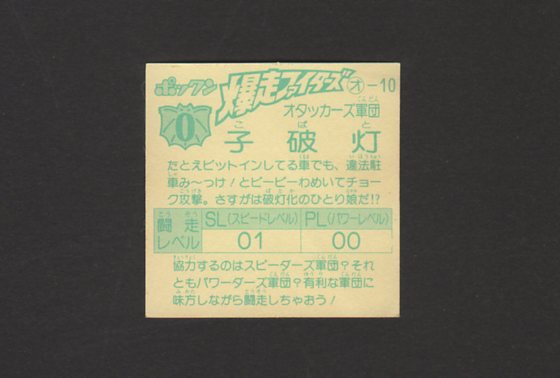 ポックン 爆走ファイターズ オ-10
オタッカーズ軍団
子破灯
たとえピットインしてる車でも、違法駐
車み〜っけ！とピーピーわめいてチョー
ク攻撃。さすがは破灯化のひとり娘だ!?
闘走レベル SL(スピードレベル) PL(パワーレベル)
01 00
協力するのはスピーダーズ軍団？それ
ともパワーダーズ軍団？有利な軍団に
味方しながら闘走しちゃおう！